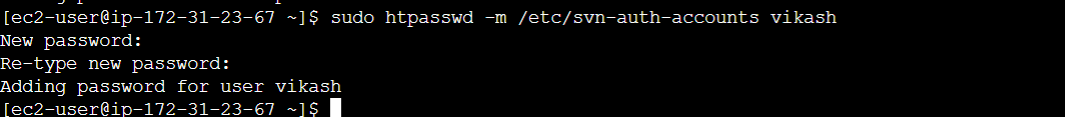 [ec2-user@ip-172-31-23-67 ~]$ sudo htpasswd -m /etc/svn-auth-accounts vikash
New password:
Re-type new password:
Adding password for user vikash
[ec2-user@ip-172-31-23-67 ~]$